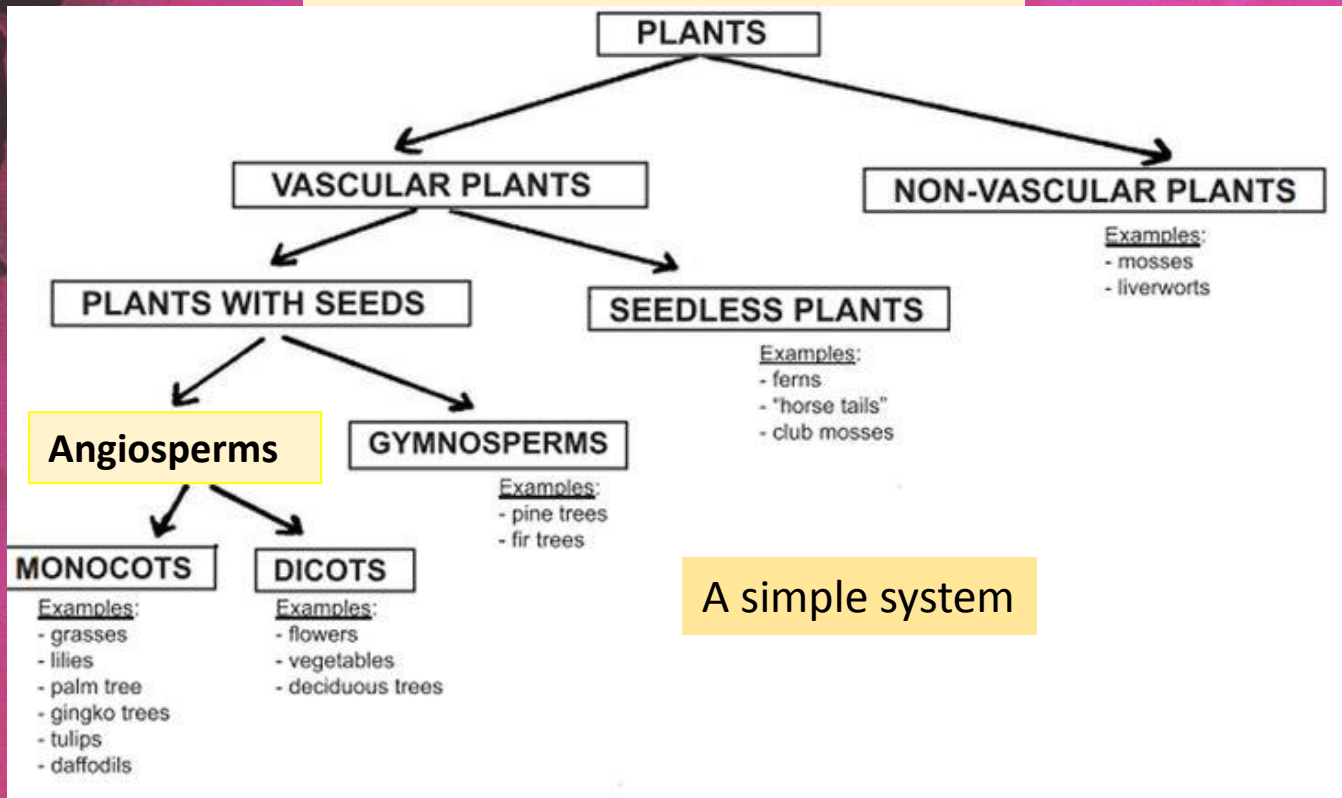 PLANTS
VASCULAR PLANTS
NON-VASCULAR PLANTS
Examples:
- mosses
- liverworts
PLANTS WITH SEEDS
SEEDLESS PLANTS
Examples:
- ferns
- "horse tails"
- club mosses
Angiosperms
GYMNOSPERMS
Examples:
- pine trees
- fir trees
MONOCOTS
Examples:
- grasses
- lilies
- palm tree
- gingko trees
- tulips
- daffodils
DICOTS
Examples:
- flowers
- vegetables
- deciduous trees
A simple system